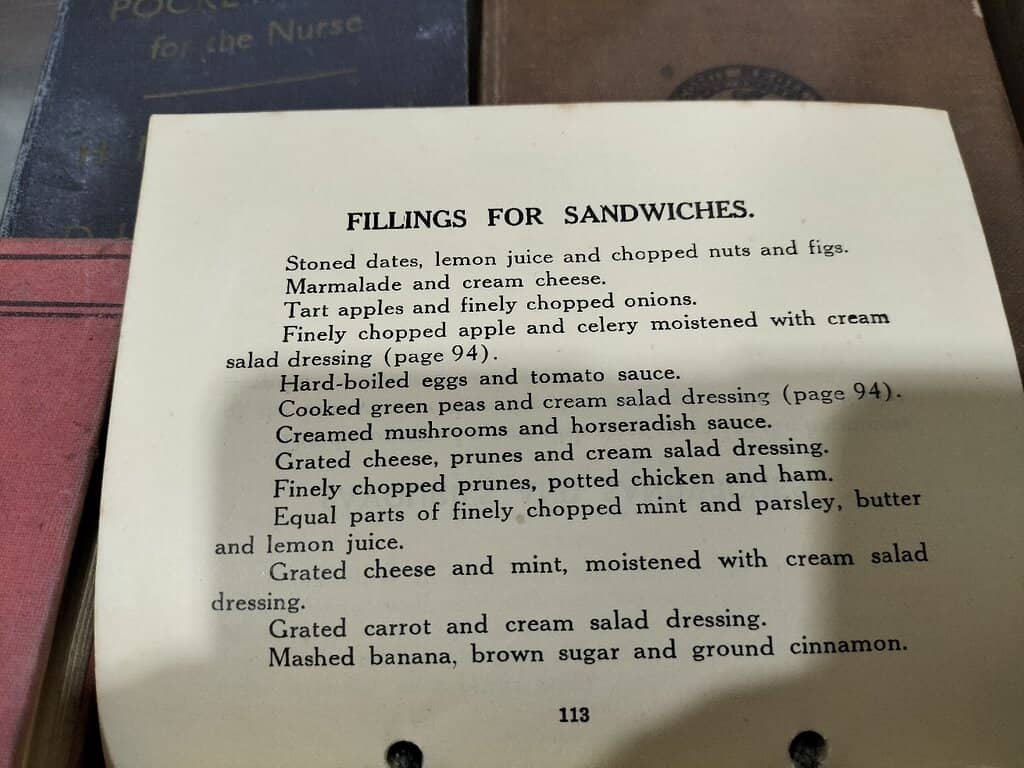 for the Nurse
FILLINGS FOR SANDWICHES.
Stoned dates, lemon juice and chopped nuts and figs.
Marmalade and cream cheese.
Tart apples and finely chopped onions.
Finely chopped apple and celery moistened with cream
salad dressing (page 94).
Hard-boiled eggs and tomato sauce.
Cooked green peas and cream salad dressing (page 94).
Creamed mushrooms and horseradish sauce.
Grated cheese, prunes and cream salad dressing.
Finely chopped prunes, potted chicken and ham.
Equal parts of finely chopped mint and parsley, butter
and lemon juice.
Grated cheese and mint, moistened with cream salad
dressing.
Grated carrot and cream salad dressing.
Mashed banana, brown sugar and ground cinnamon.
113